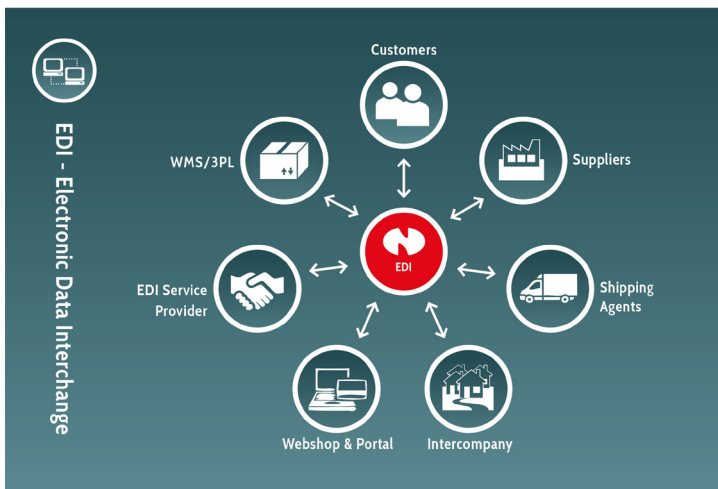 EDI - Electronic Data Interchange
Customers
WMS/3PL
Suppliers
EDI
EDI Service
Provider
Shipping
Agents
Webshop & Portal
Intercompany